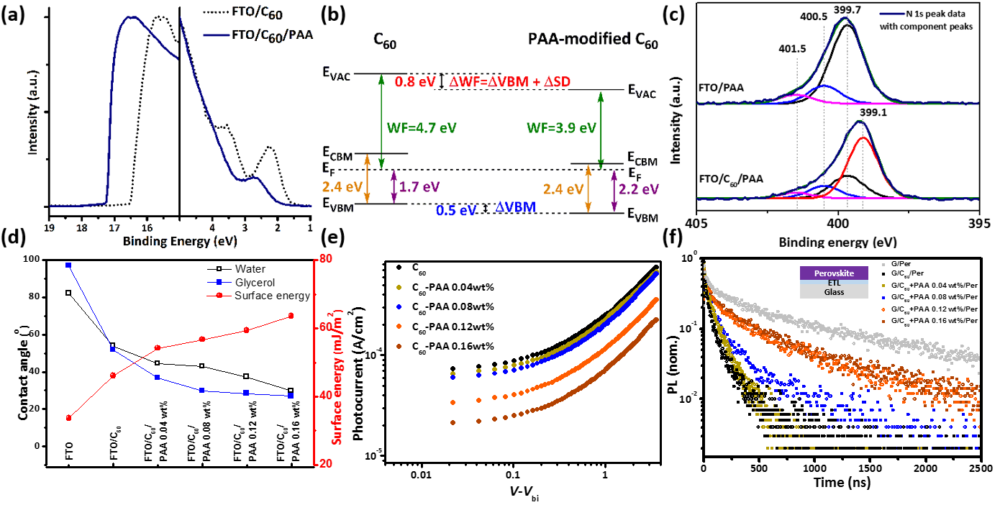 (a)
FTO/C60
FTO/C60/PAA
Intensity (a.u.)
19 18 17 16 5 4 3 2 1
Binding Energy (eV)
(b)
C60
PAA-modified C60
EVAC
0.8 eV
ΔWF=ΔVBM + ΔSD
EVAC
WF=4.7 eV
WF=3.9 eV
ECBM
ECBM
EF
EF
2.4 eV
1.7 eV
2.4 eV
2.2 eV
EVBM
0.5 eV
ΔVBM
EVBM
(c)
399.7
400.5
401.5
N 1s peak data
with component peaks
FTO/PAA
399.1
FTO/C60/PAA
Intensity (a.u.)
405 400 395
Binding energy (eV)
(d)
Water
Glycerol
Surface energy
Contact angle (°)
100
80
60
40
20
0
Surface energy (mJ/m2)
80
60
40
20
FTO
FTO/C60
FTO/C60/
PAA 0.04 wt%
FTO/C60/
PAA 0.08 wt%
FTO/C60/
PAA 0.12 wt%
FTO/C60/
PAA 0.16 wt%
(e)
C60
C60-PAA 0.04wt%
C60-PAA 0.08wt%
C60-PAA 0.12wt%
C60-PAA 0.16wt%
Photocurrent (A/cm2)
10-4
10-5
0.01 0.1 1
V-Vbi
(f)
Perovskite
ETL
Glass
G/Per
G/C60/Per
G/C60+PAA 0.04 wt%/Per
G/C60+PAA 0.08 wt%/Per
G/C60+PAA 0.12 wt%/Per
G/C60+PAA 0.16 wt%/Per
PL (nom.)
100
10-1
10-2
0 500 1000 1500 2000 2500
Time (ns)